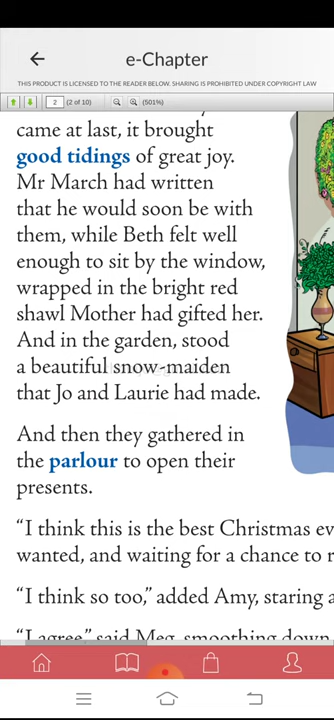 e-Chapter
THIS PRODUCT IS LICENSED TO THE READER BELOW. SHARING IS PROHIBITED UNDER COPYRIGHT LAW
2 (2 of 10) (501%)
came at last, it brought
good tidings of great joy.
Mr March had written
that he would soon be with
them, while Beth felt well
enough to sit by the window,
wrapped in the bright red
shawl Mother had gifted her.
And in the garden, stood
a beautiful snow-maiden
that Jo and Laurie had made.
And then they gathered in
the parlour to open their
presents.
“I think this is the best Christmas ev
wanted, and waiting for a chance to r
“I think so too,” added Amy, staring a
“I agree” said Meg, smoothing down